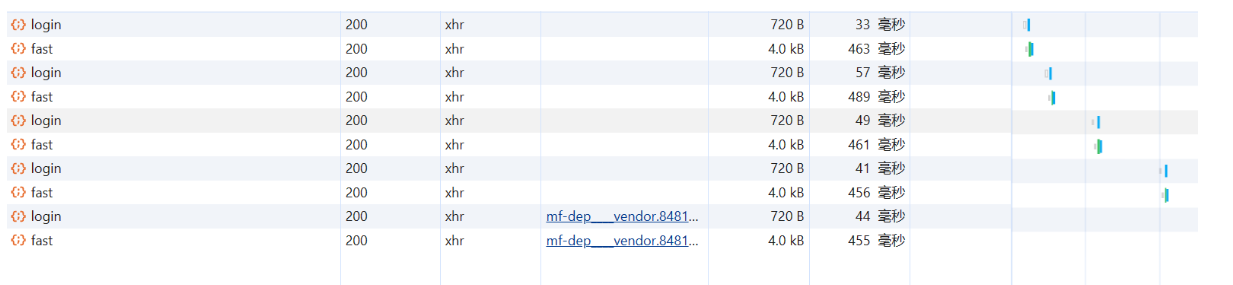 login 200 xhr 720 B 33 毫秒
fast 200 xhr 4.0 kB 463 毫秒
login 200 xhr 720 B 57 毫秒
fast 200 xhr 4.0 kB 489 毫秒
login 200 xhr 720 B 49 毫秒
fast 200 xhr 4.0 kB 461 毫秒
login 200 xhr 720 B 41 毫秒
fast 200 xhr 4.0 kB 456 毫秒
login 200 xhr mf-dep____vendor.8481... 720 B 44 毫秒
fast 200 xhr mf-dep____vendor.8481... 4.0 kB 455 毫秒